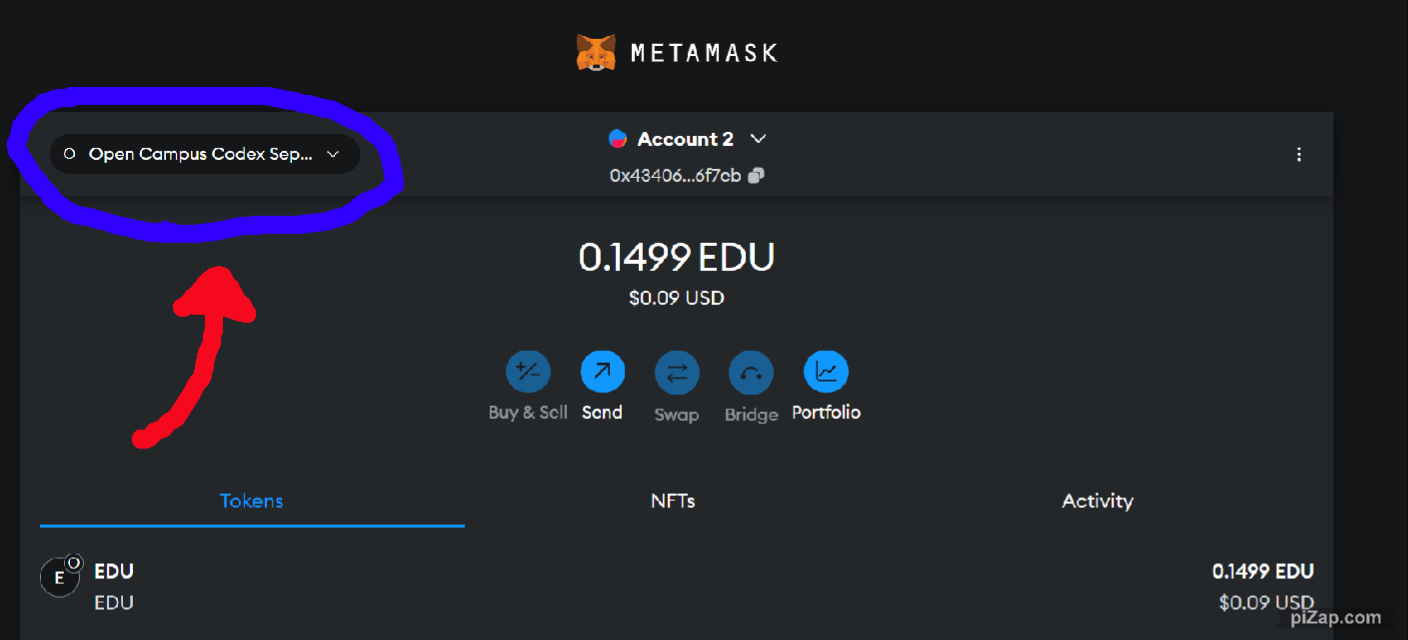 METAMASK
Open Campus Codex Sep...
Account 2
0x43406...6f7cb
0.1499 EDU
$0.09 USD
Buy & Sell
Send
Swap
Bridge
Portfolio
Tokens
NFTs
Activity
E
EDU
0.1499 EDU
EDU
$0.09 USD
piZap.com